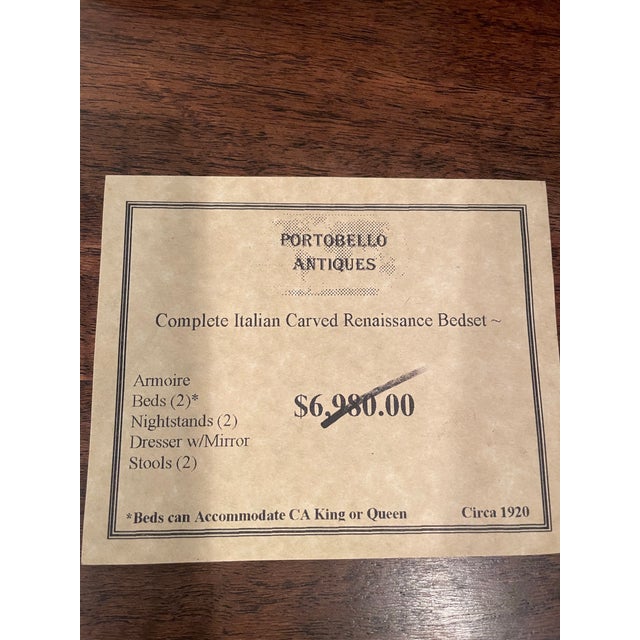 PORTOBELLO
ANTIQUES
Complete Italian Carved Renaissance Bedset ~
Armoire
Beds (2)*
Nightstands (2)
Dresser w/Mirror
Stools (2)
$6,980.00
*Beds can Accommodate CA King or Queen
Circa 1920